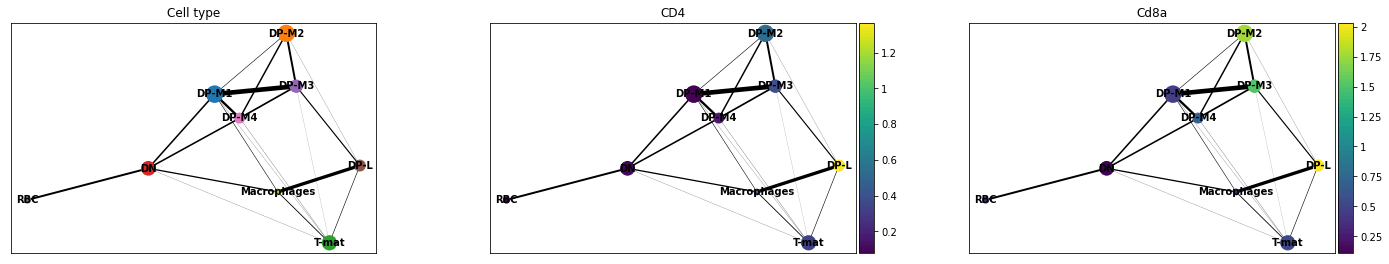 Cell type
DP-M2
DP-M1
DP-M3
DP-M4
DN
DP-L
Macrophages
RBC
T-mat
CD4
DP-M2
DP-M1
DP-M3
DP-M4
DN
DP-L
Macrophages
RBC
T-mat
1.2
1
0.8
0.6
0.4
0.2
Cd8a
DP-M2
DP-M1
DP-M3
DP-M4
DN
DP-L
Macrophages
RBC
T-mat
2
1.75
1.5
1.25
1
0.75
0.5
0.25